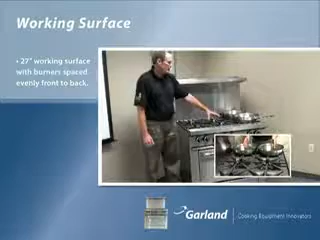 Working Surface
• 27" working surface
with burners spaced
evenly front to back.
Garland
Cooking Equipment Innovators